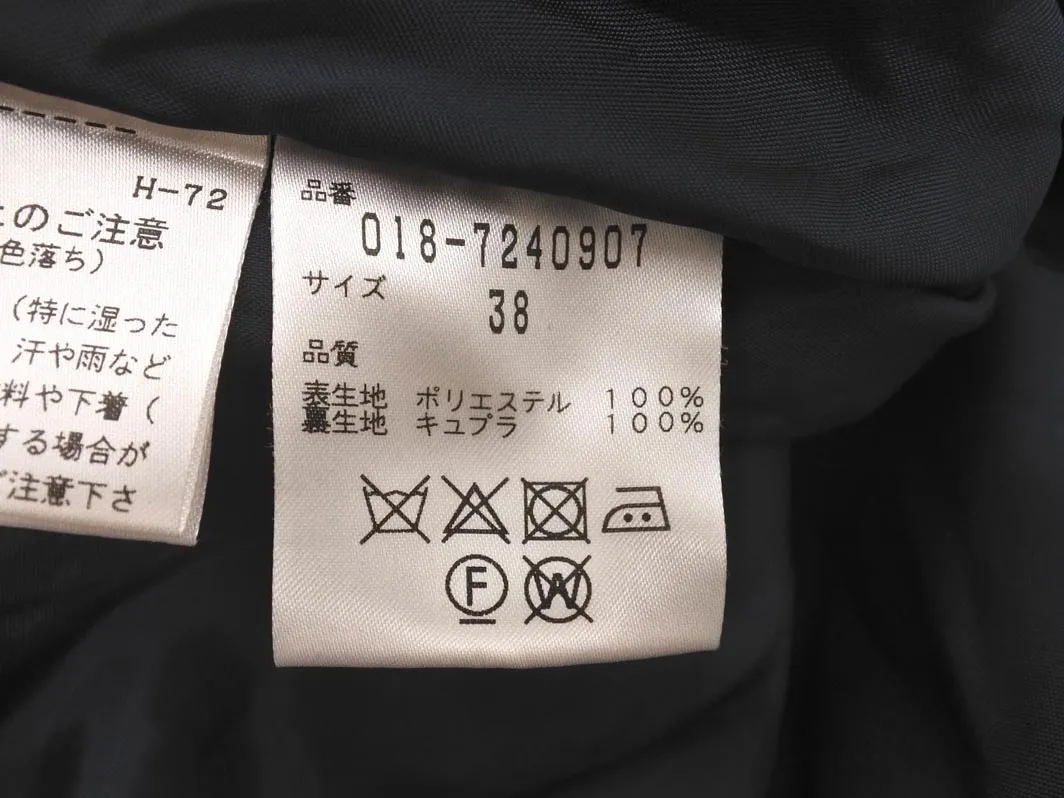 H-72
のご注意
色落ち）
（特に湿った
汗や雨など
料や下着（
する場合が
ご注意下さ
品番
018-7240907
サイズ
38
品質
表生地 ポリエステル 100%
裏生地 キュプラ 100%
F
W